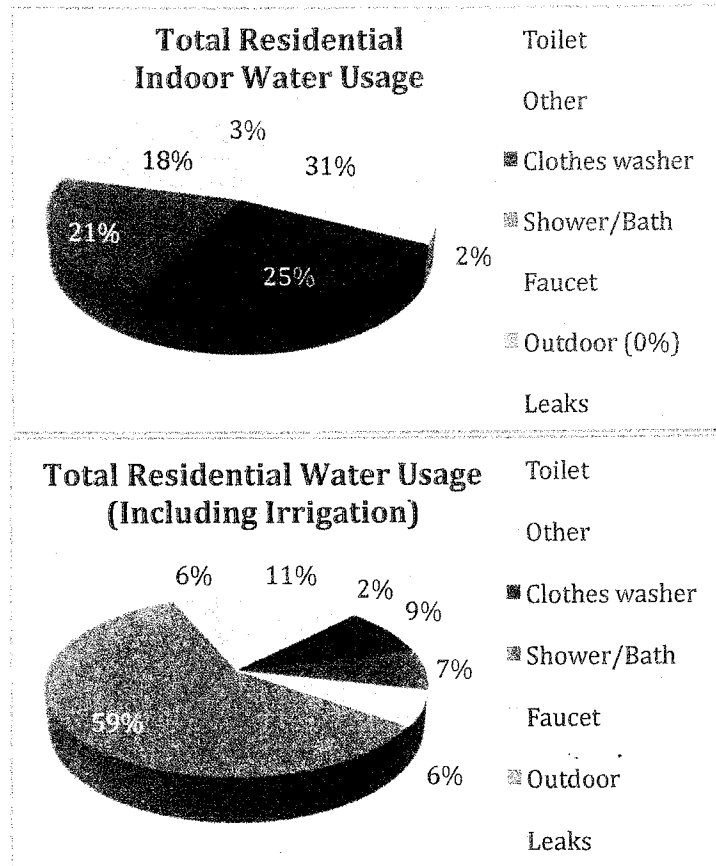 Total Residential
Indoor Water Usage
3%
18%
31%
21%
25%
2%
Toilet
Other
Clothes washer
Shower/Bath
Faucet
Outdoor (0%)
Leaks
Total Residential Water Usage
(Including Irrigation)
6%
11%
2%
9%
7%
59%
6%
Toilet
Other
Clothes washer
Shower/Bath
Faucet
Outdoor
Leaks